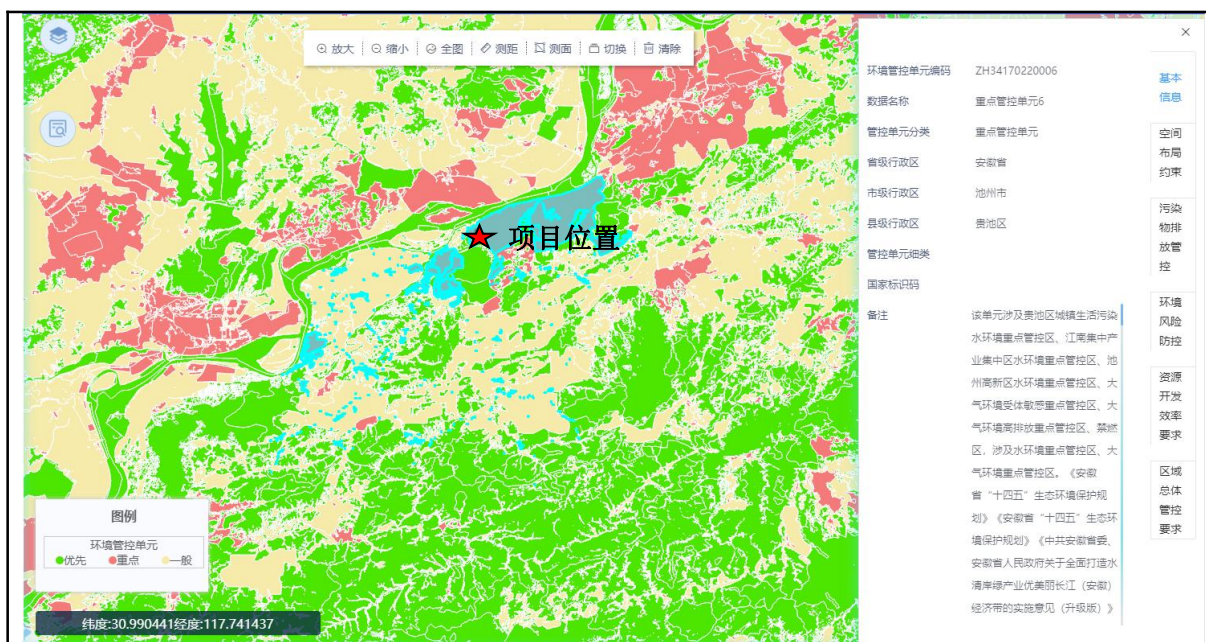 放大 缩小 全图 测距 测面 切换 清除
×
环境管控单元编码 ZH34170220006
数据名称 重点管控单元6
管控单元分类 重点管控单元
省级行政区 安徽省
市级行政区 池州市
县级行政区 贵池区
管控单元细类
国家标识码
备注 该单元涉及贵池区城镇生活污染
水环境重点管控区、江南集中产
业集中区水环境重点管控区、池
州高新区水环境重点管控区、大
气环境受体敏感重点管控区、大
气环境高排放重点管控区、禁燃
区，涉及水环境重点管控区、大
气环境重点管控区。《安徽
省“十四五”生态环境保护规
划》《安徽省“十四五”生态环
境保护规划》《中共安徽省委、
安徽省人民政府关于全面打造水
清岸绿产业优美丽长江（安徽）
经济带的实施意见（升级版）》
基本
信息
空间
布局
约束
污染
物排
放管
控
环境
风险
防控
资源
开发
效率
要求
区域
总体
管控
要求
项目位置
图例
环境管控单元
优先 重点 一般
纬度:30.990441经度:117.741437